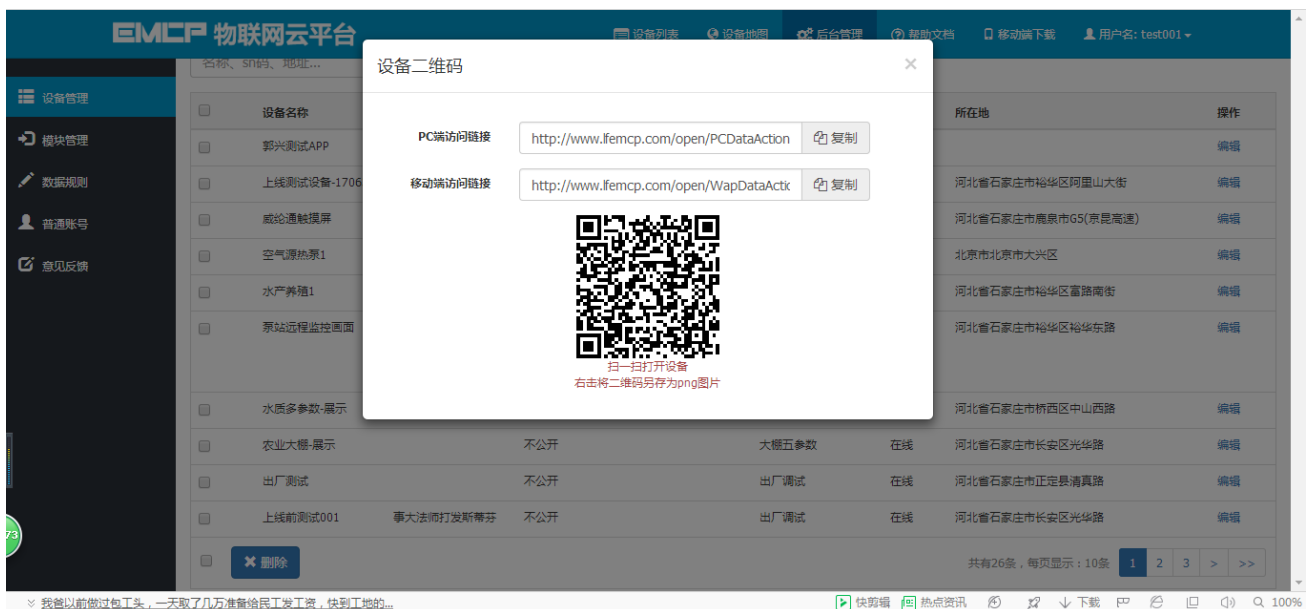 EMCP 物联网云平台
设备列表 设备地图 后台管理 帮助文档 移动端下载 用户名: test001
名称、sn码、地址...
设备二维码 ×
设备管理
模块管理
数据规则
普通账号
意见反馈
设备名称 所在地 操作
PC端访问链接 http://www.lfemcp.com/open/PCDataAction 复制
郭兴测试APP 编辑
移动端访问链接 http://www.lfemcp.com/open/WapDataActic 复制
上线测试设备-1706 河北省石家庄市裕华区阿里山大街 编辑
威纶通触摸屏 河北省石家庄市鹿泉市G5(京昆高速) 编辑
空气源热泵1 北京市北京市大兴区 编辑
水产养殖1 河北省石家庄市裕华区富路南街 编辑
泵站远程监控画面 河北省石家庄市裕华区裕华东路 编辑
扫一扫打开设备
右击将二维码另存为png图片
水质多参数-展示 河北省石家庄市桥西区中山西路 编辑
农业大棚-展示 不公开 大棚五参数 在线 河北省石家庄市长安区光华路 编辑
出厂测试 不公开 出厂调试 在线 河北省石家庄市正定县清真路 编辑
上线前测试001 事大法师打发斯蒂芬 不公开 出厂调试 在线 河北省石家庄市长安区光华路 编辑
73
删除 共有26条，每页显示：10条 1 2 3 > >>
我爸以前做过包工头，一天取了几万准备给民工发工资，快到工地的... 快剪辑 热点资讯 下载 100%